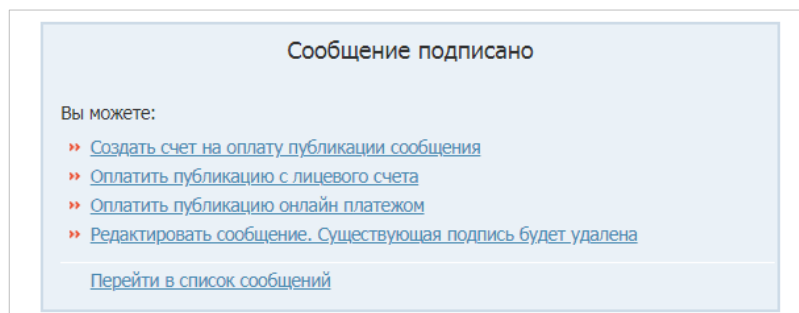 Сообщение подписано
Вы можете:
Создать счет на оплату публикации сообщения
Оплатить публикацию с лицевого счета
Оплатить публикацию онлайн платежом
Редактировать сообщение. Существующая подпись будет удалена
Перейти в список сообщений